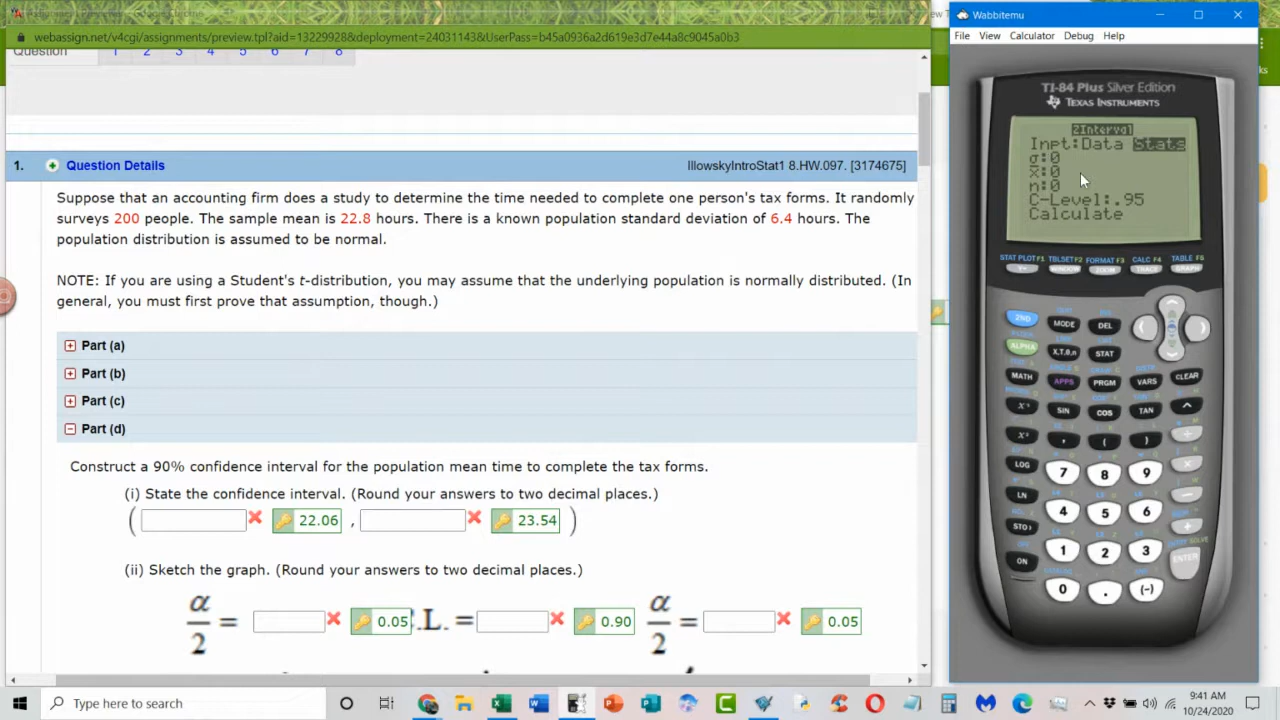 webassign.net/v4cgi/assignments/preview.tpl?aid=13229928&deployment=24031143&UserPass=b45a0936a2d619e3d7e44a8c9045a0b3
Question 1 2 3 4 5 6 7 8
1. Question Details IllowskyIntroStat1 8.HW.097. [3174675]
Suppose that an accounting firm does a study to determine the time needed to complete one person's tax forms. It randomly
surveys 200 people. The sample mean is 22.8 hours. There is a known population standard deviation of 6.4 hours. The
population distribution is assumed to be normal.
NOTE: If you are using a Student's t-distribution, you may assume that the underlying population is normally distributed. (In
general, you must first prove that assumption, though.)
Part (a)
Part (b)
Part (c)
Part (d)
Construct a 90% confidence interval for the population mean time to complete the tax forms.
(i) State the confidence interval. (Round your answers to two decimal places.)
( 22.06 , 23.54 )
(ii) Sketch the graph. (Round your answers to two decimal places.)
α/2 = 0.05 C.L. = 0.90 α/2 = 0.05
Wabbitemu
File View Calculator Debug Help
TI-84 Plus Silver Edition
TEXAS INSTRUMENTS
ZInterval
Inpt:Data Stats
σ:0
x̄:0
n:0
C-Level:.95
Calculate
STAT PLOT F1 TBLSET F2 FORMAT F3 CALC F4 TABLE F5
Y= WINDOW ZOOM TRACE GRAPH
2ND MODE DEL
ALPHA X,T,θ,n STAT
MATH APPS PRGM VARS CLEAR
SIN COS TAN ^
x² , ( ) ÷
LOG 7 8 9 ×
LN 4 5 6 −
STO› 1 2 3 +
ON 0 . (−) ENTER
Type here to search
9:41 AM
10/24/2020